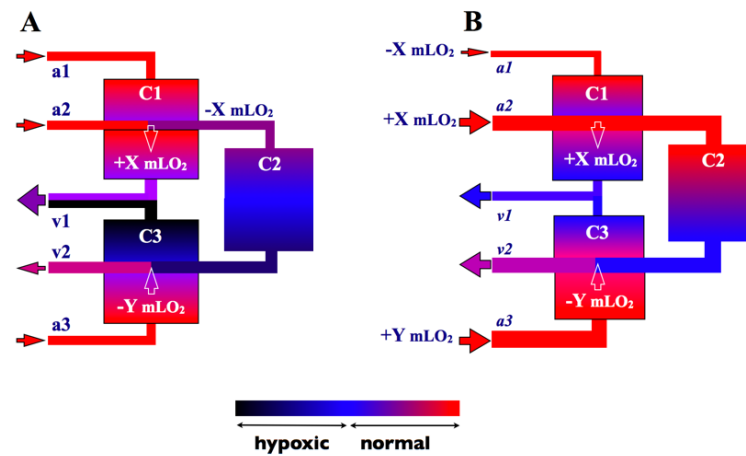 A
a1
C1
a2
-X mLO₂
+X mLO₂
C2
v1
C3
v2
-Y mLO₂
a3
B
-X mLO₂
a1
C1
+X mLO₂
a2
C2
+X mLO₂
v1
C3
v2
-Y mLO₂
+Y mLO₂
a3
hypoxic normal